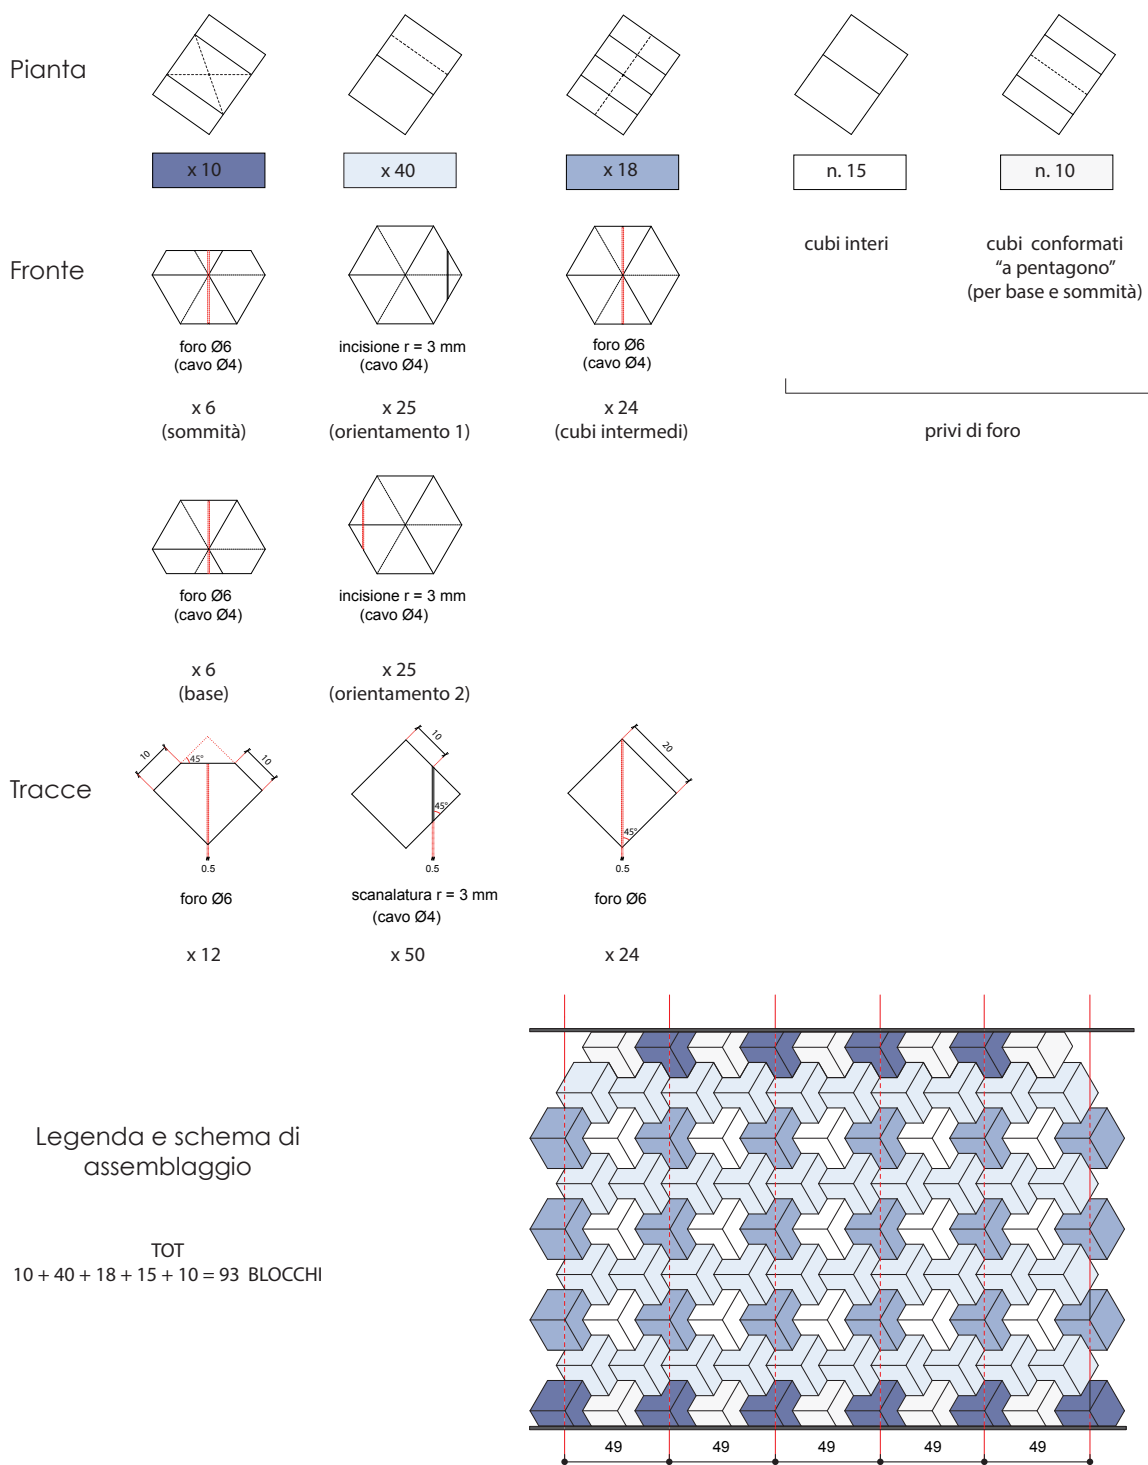 Pianta
x 10
x 40
x 18
n. 15
n. 10
cubi interi
cubi conformati
“a pentagono”
(per base e sommità)
Fronte
foro Ø6
(cavo Ø4)
incisione r = 3 mm
(cavo Ø4)
foro Ø6
(cavo Ø4)
x 6
(sommità)
x 25
(orientamento 1)
x 24
(cubi intermedi)
privi di foro
foro Ø6
(cavo Ø4)
incisione r = 3 mm
(cavo Ø4)
x 6
(base)
x 25
(orientamento 2)
Tracce
10
45°
10
0.5
10
45°
0.5
20
45°
0.5
foro Ø6
scanalatura r = 3 mm
(cavo Ø4)
foro Ø6
x 12
x 50
x 24
Legenda e schema di
assemblaggio
TOT
10 + 40 + 18 + 15 + 10 = 93 BLOCCHI
49
49
49
49
49